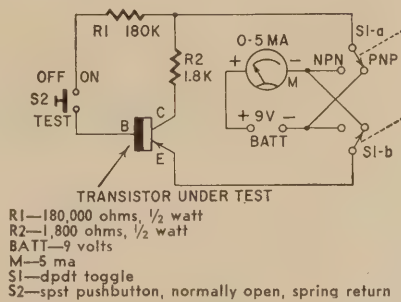 R1 180K
S1-a
0-5 MA
+ -
NPN PNP
M
R2
1.8K
OFF ON
S2
TEST
B C
E
+ 9V -
BATT
S1-b
TRANSISTOR UNDER TEST
R1—180,000 ohms, ½ watt
R2—1,800 ohms, ½ watt
BATT—9 volts
M—5 ma
S1—dpdt toggle
S2—spst pushbutton, normally open, spring return